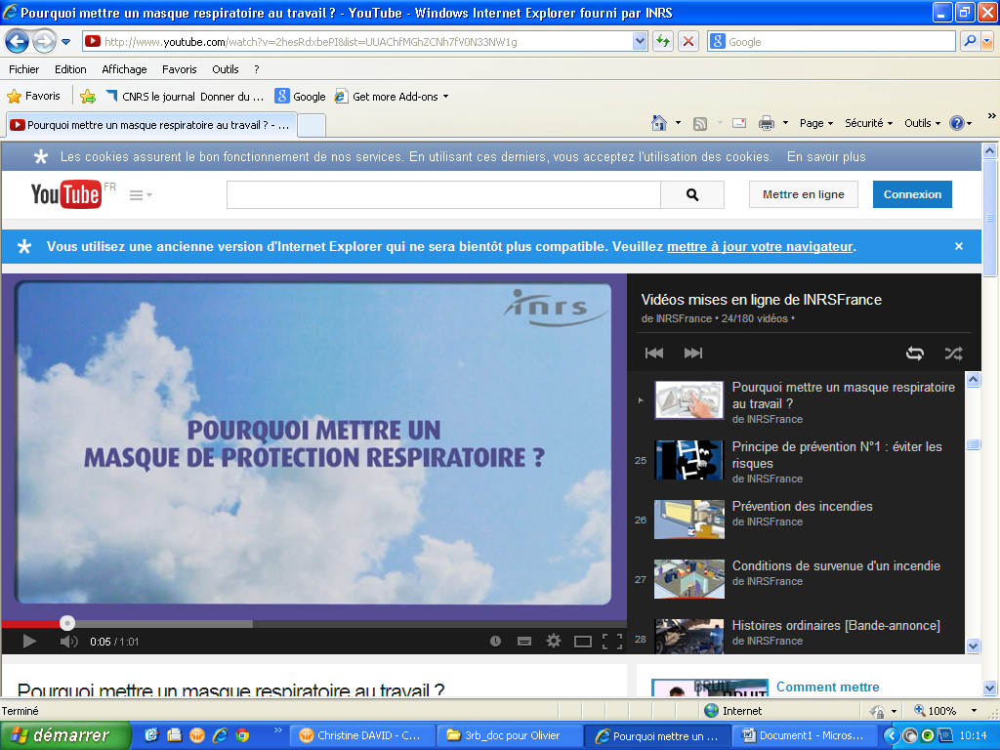 Pourquoi mettre un masque respiratoire au travail ? - YouTube - Windows Internet Explorer fourni par INRS
http://www.youtube.com/watch?v=2hesRdxbePI&list=UUAChfMGhZCNh7fV0N33NW1g
Google
Fichier Edition Affichage Favoris Outils ?
Favoris CNRS le journal Donner du ... Google Get more Add-ons
Pourquoi mettre un masque respiratoire au travail ? - ... Page Sécurité Outils
Les cookies assurent le bon fonctionnement de nos services. En utilisant ces derniers, vous acceptez l'utilisation des cookies. En savoir plus
YouTube FR Mettre en ligne Connexion
Vous utilisez une ancienne version d'Internet Explorer qui ne sera bientôt plus compatible. Veuillez mettre à jour votre navigateur.
inrs
POURQUOI METTRE UN
MASQUE DE PROTECTION RESPIRATOIRE ?
0:05 / 1:01
Vidéos mises en ligne de INRSFrance
de INRSFrance • 24/180 vidéos •
Pourquoi mettre un masque respiratoire
au travail ?
de INRSFrance
25 Principe de prévention N°1 : éviter les
risques
de INRSFrance
26 Prévention des incendies
de INRSFrance
27 Conditions de survenue d'un incendie
de INRSFrance
28 Histoires ordinaires [Bande-annonce]
de INRSFrance
Pourquoi mettre un masque respiratoire au travail ?
BRUIT
BRUIT
Comment mettre
Terminé Internet 100%
démarrer Christine DAVID - C... 3rb_doc pour Olivier Pourquoi mettre un ... Document1 - Micros... 10:14